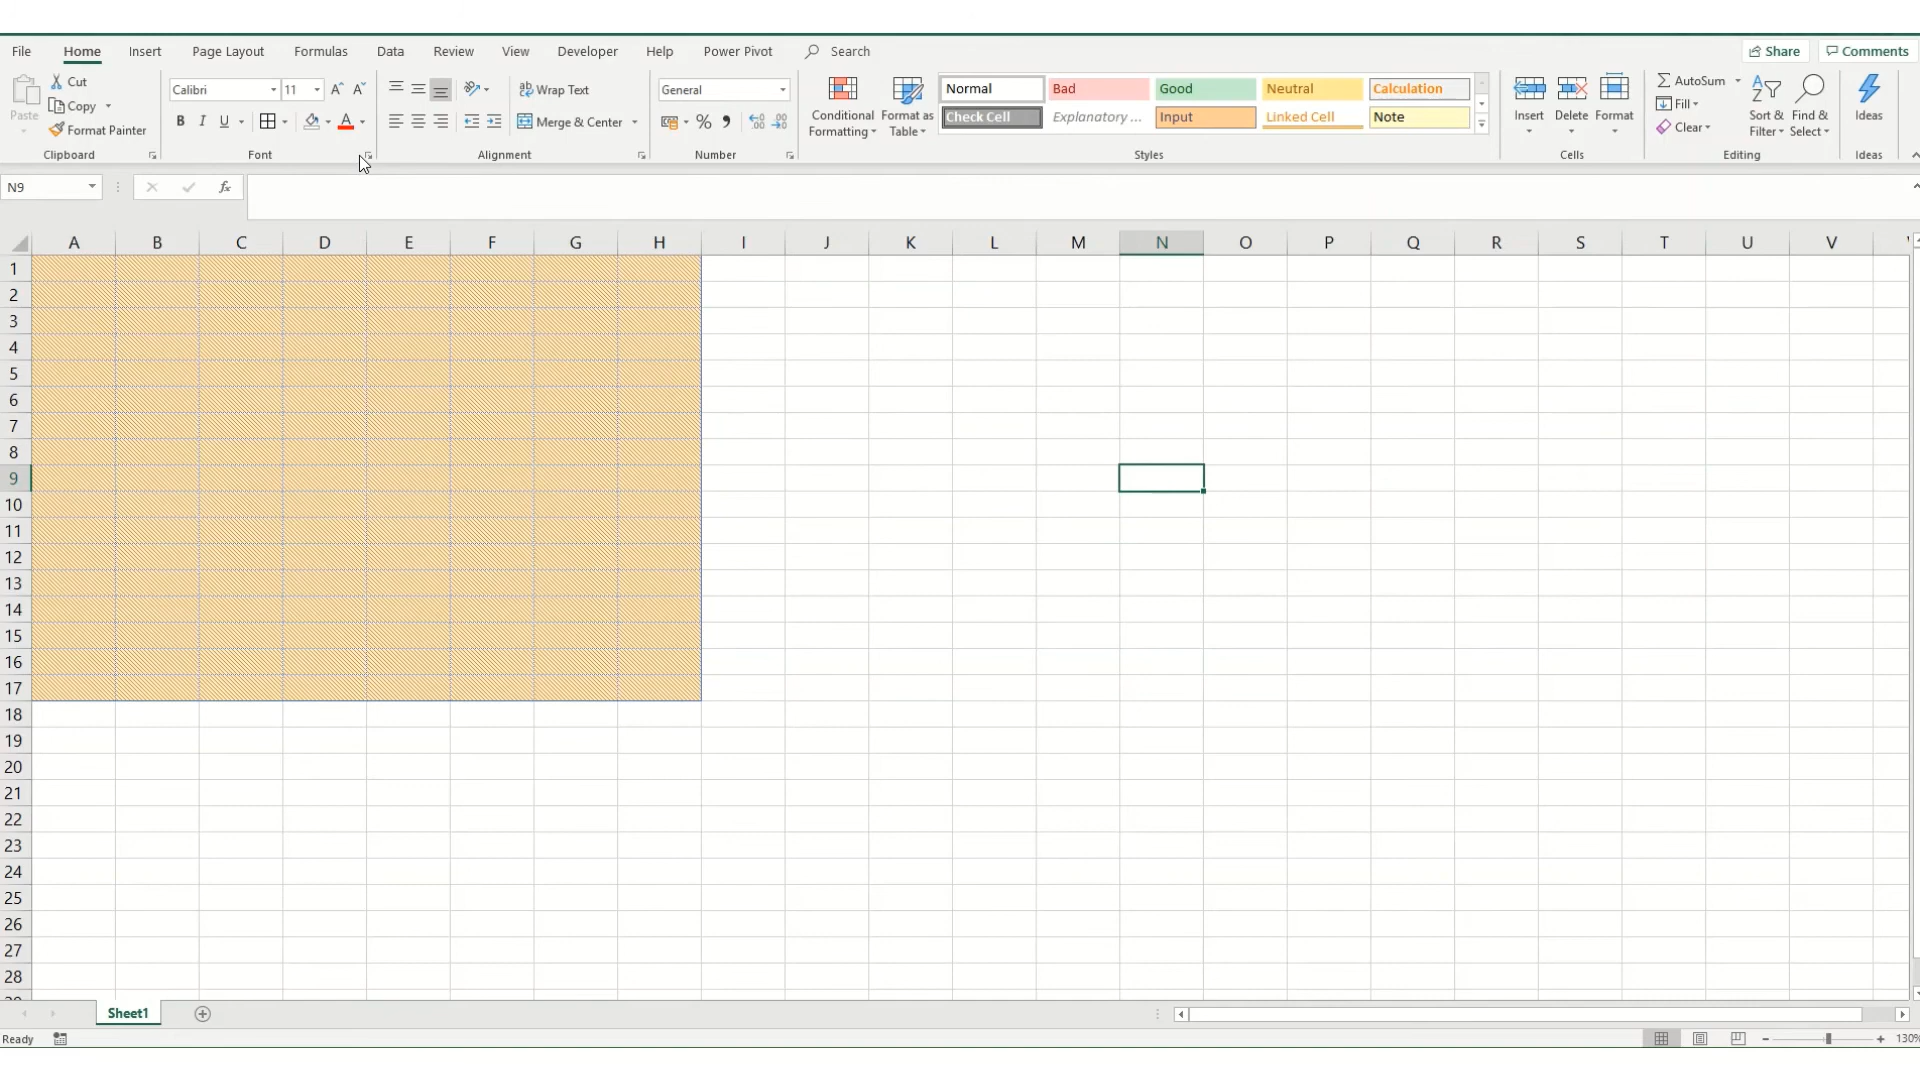 File Home Insert Page Layout Formulas Data Review View Developer Help Power Pivot Search Share Comments
Paste Cut Copy Format Painter
Clipboard
Calibri 11 A A
B I U A
Font
Wrap Text
Merge & Center
Alignment
General
%
Number
Conditional Formatting
Format as Table
Normal Bad Good Neutral Calculation
Check Cell Explanatory ... Input Linked Cell Note
Styles
Insert Delete Format
Cells
AutoSum
Fill
Clear
Sort & Filter
Find & Select
Editing
Ideas
Ideas
N9 fx
A B C D E F G H I J K L M N O P Q R S T U V
1
2
3
4
5
6
7
8
9
10
11
12
13
14
15
16
17
18
19
20
21
22
23
24
25
26
27
28
Sheet1
Ready 130%